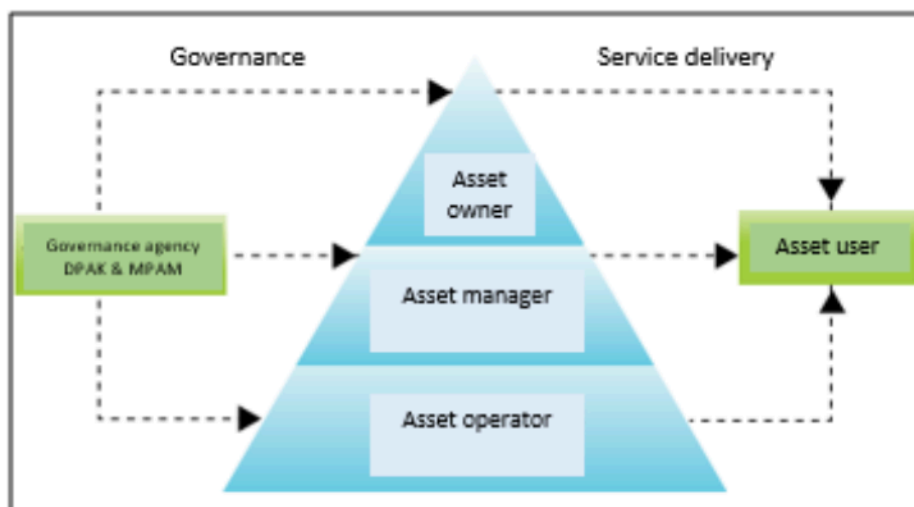 Governance
Service delivery
Asset
owner
Governance agency
DPAK & MPAM
Asset user
Asset manager
Asset operator